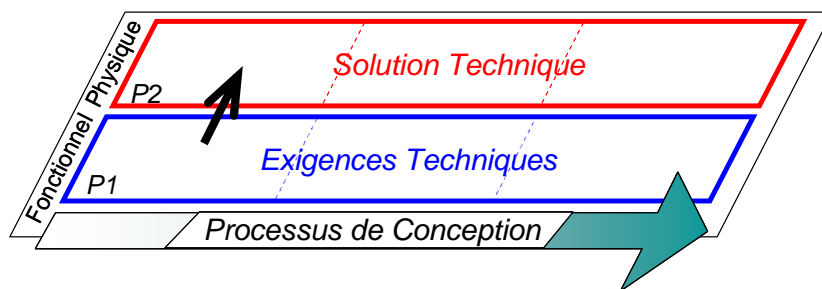 Physique
Solution Technique
P2
Fonctionnel
Exigences Techniques
P1
Processus de Conception